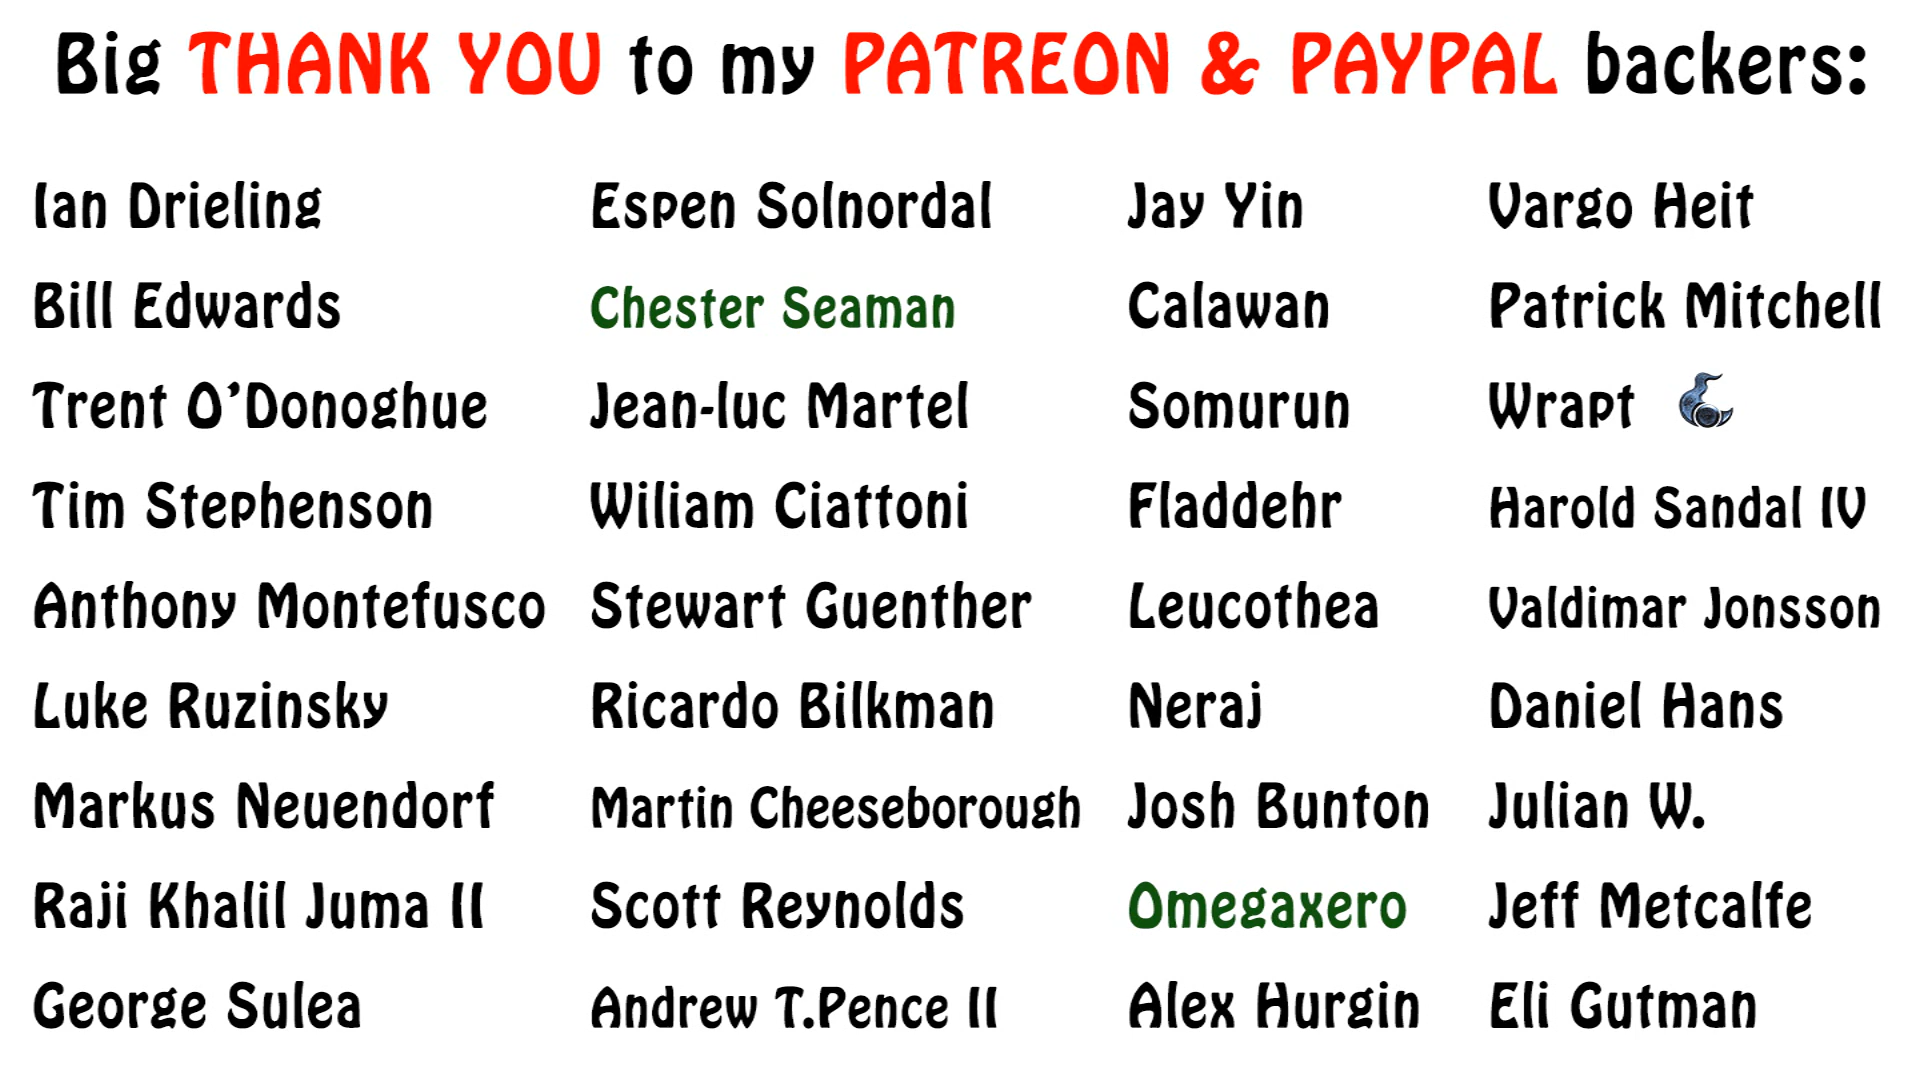 Big THANK YOU to my PATREON & PAYPAL backers:
Ian Drieling
Bill Edwards
Trent O'Donoghue
Tim Stephenson
Anthony Montefusco
Luke Ruzinsky
Markus Neuendorf
Raji Khalil Juma II
George Sulea
Espen Solnordal
Chester Seaman
Jean-luc Martel
Wiliam Ciattoni
Stewart Guenther
Ricardo Bilkman
Martin Cheeseborough
Scott Reynolds
Andrew T.Pence II
Jay Yin
Calawan
Somurun
Fladdehr
Leucothea
Neraj
Josh Bunton
Omegaxero
Alex Hurgin
Vargo Heit
Patrick Mitchell
Wrapt
Harold Sandal IV
Valdimar Jonsson
Daniel Hans
Julian W.
Jeff Metcalfe
Eli Gutman